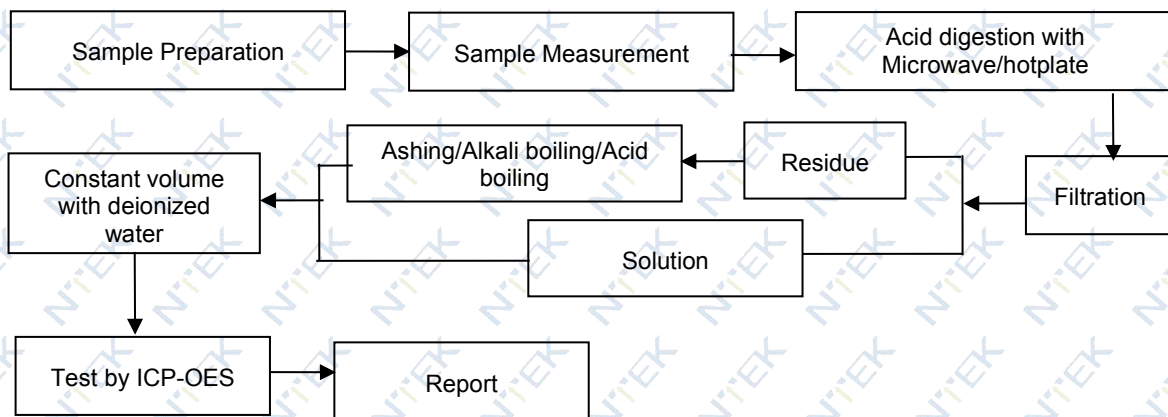 Sample Preparation
Sample Measurement
Acid digestion with
Microwave/hotplate
Filtration
Residue
Solution
Ashing/Alkali boiling/Acid
boiling
Constant volume
with deionized
water
Test by ICP-OES
Report
NTEK